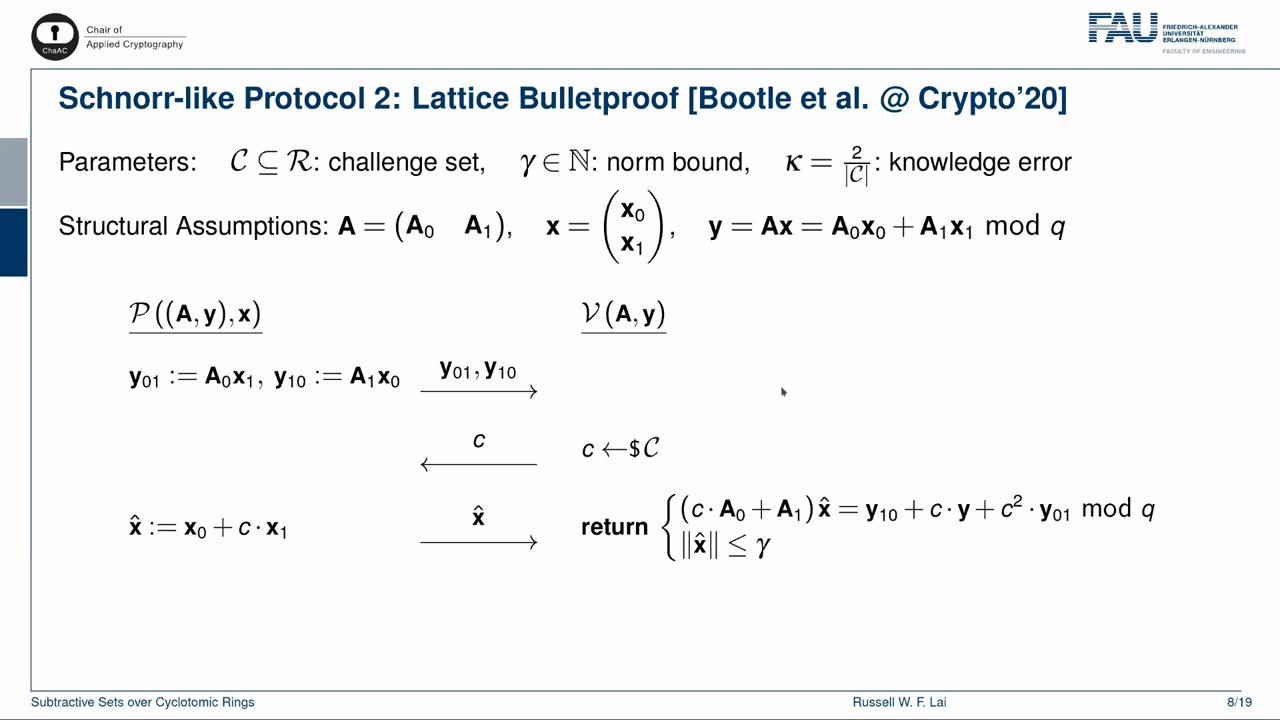 ChaAC
Chair of
Applied Cryptography
FAU
FRIEDRICH-ALEXANDER
UNIVERSITÄT
ERLANGEN-NÜRNBERG
FACULTY OF ENGINEERING
Schnorr-like Protocol 2: Lattice Bulletproof [Bootle et al. @ Crypto'20]
Parameters: 𝒞 ⊆ ℛ: challenge set, γ ∈ ℕ: norm bound, κ = 2/|𝒞|: knowledge error
Structural Assumptions: A = (A₀ A₁), x = (x₀ x₁), y = Ax = A₀x₀ + A₁x₁ mod q
𝒫((A, y), x) 𝒱(A, y)
y₀₁ := A₀x₁, y₁₀ := A₁x₀ y₀₁, y₁₀
c c ←$ 𝒞
x̂ := x₀ + c · x₁ x̂ return { (c · A₀ + A₁)x̂ = y₁₀ + c · y + c² · y₀₁ mod q
‖x̂‖ ≤ γ
Subtractive Sets over Cyclotomic Rings Russell W. F. Lai 8/19